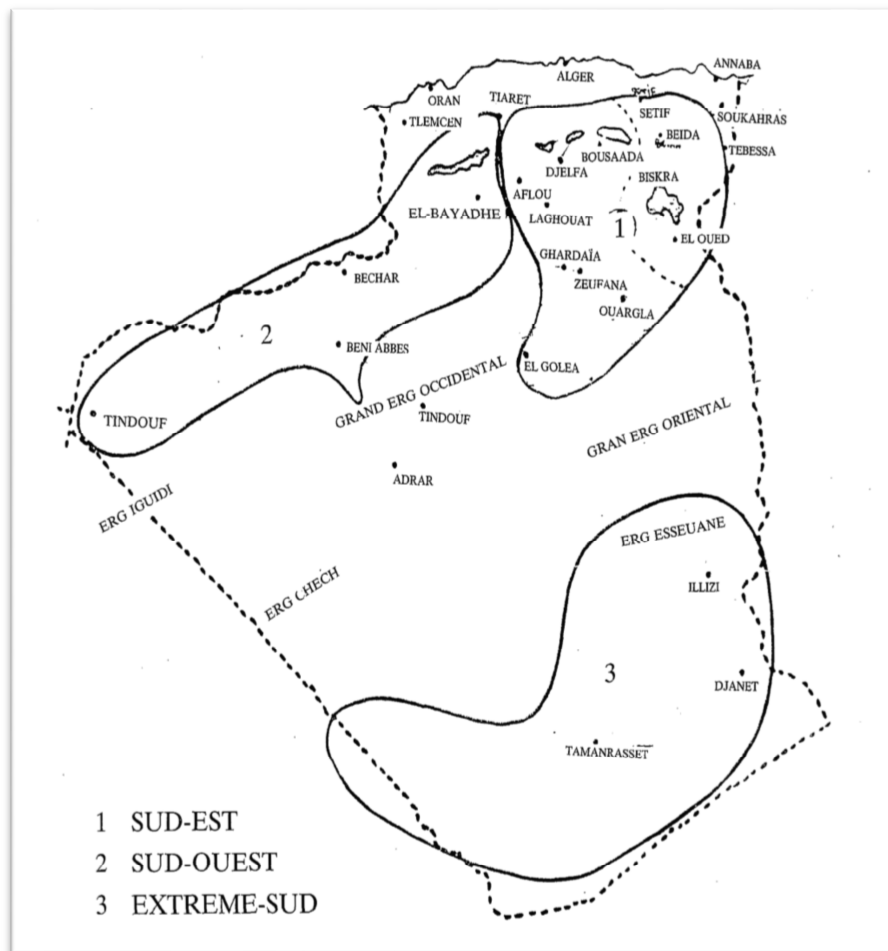 ANNABA
ALGER
ORAN
TIARET
TLEMCEN
SETIF
SOUKAHRAS
BEIDA
TEBESSA
BOUSAADA
DJELFA
BISKRA
AFLOU
EL-BAYADHE
LAGHOUAT
1
EL OUED
GHARDAÏA
BECHAR
ZEUFANA
OUARGLA
2
BENI ABBES
EL GOLEA
GRAND ERG OCCIDENTAL
TINDOUF
TINDOUF
GRAN ERG ORIENTAL
ADRAR
ERG IGUIDI
ERG ESSEUANE
ERG CHECH
ILLIZI
3
DJANET
TAMANRASSET
1 SUD-EST
2 SUD-OUEST
3 EXTREME-SUD